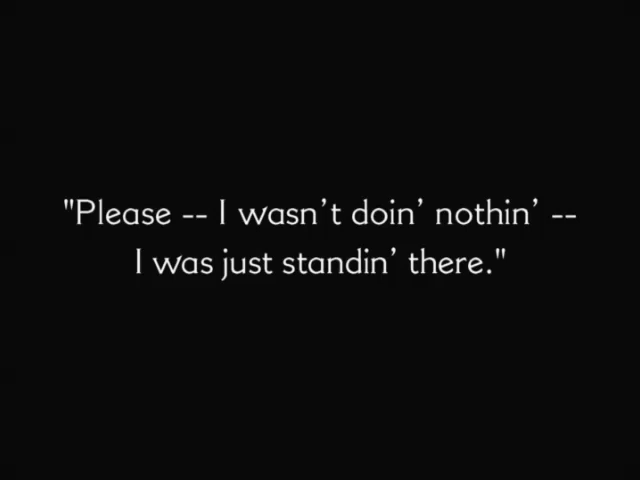 "Please -- I wasn’t doin’ nothin’ --
I was just standin’ there."